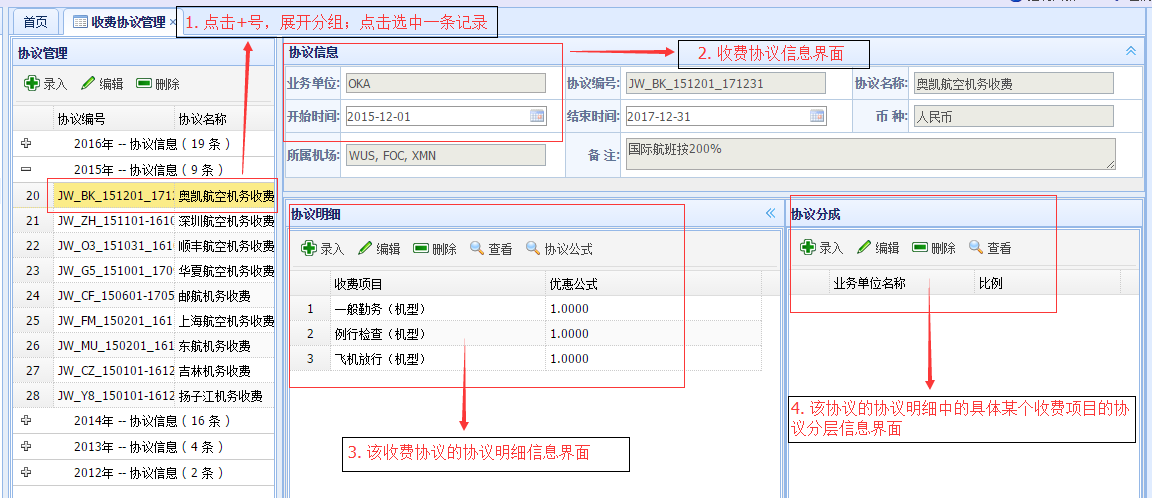 首页
收费协议管理
1. 点击+号，展开分组；点击选中一条记录
协议管理
录入 编辑 删除
协议编号 协议名称
2016年 -- 协议信息 ( 19 条 )
2015年 -- 协议信息 ( 9 条 )
20 JW_BK_151201_171 奥凯航空机务收费
21 JW_ZH_151101-1610 深圳航空机务收费
22 JW_O3_151031_161 顺丰航空机务收费
23 JW_G5_151001_170 华夏航空机务收费
24 JW_CF_150601-1705 邮航机务收费
25 JW_FM_150201_161 上海航空机务收费
26 JW_MU_150201_161 东航机务收费
27 JW_CZ_150101-1612 吉林机务收费
28 JW_Y8_150101-1612 扬子江机务收费
2014年 -- 协议信息 ( 16 条 )
2013年 -- 协议信息 ( 4 条 )
2012年 -- 协议信息 ( 2 条 )
协议信息
2. 收费协议信息界面
业务单位: OKA 协议编号: JW_BK_151201_171231 协议名称: 奥凯航空机务收费
开始时间: 2015-12-01 结束时间: 2017-12-31 币 种: 人民币
所属机场: WUS, FOC, XMN 备 注: 国际航班按200%
协议明细
录入 编辑 删除 查看 协议公式
收费项目 优惠公式
1 一般勤务（机型） 1.0000
2 例行检查（机型） 1.0000
3 飞机放行（机型） 1.0000
3. 该收费协议的协议明细信息界面
协议分成
录入 编辑 删除 查看
业务单位名称 比例
4. 该协议的协议明细中的具体某个收费项目的协
议分层信息界面